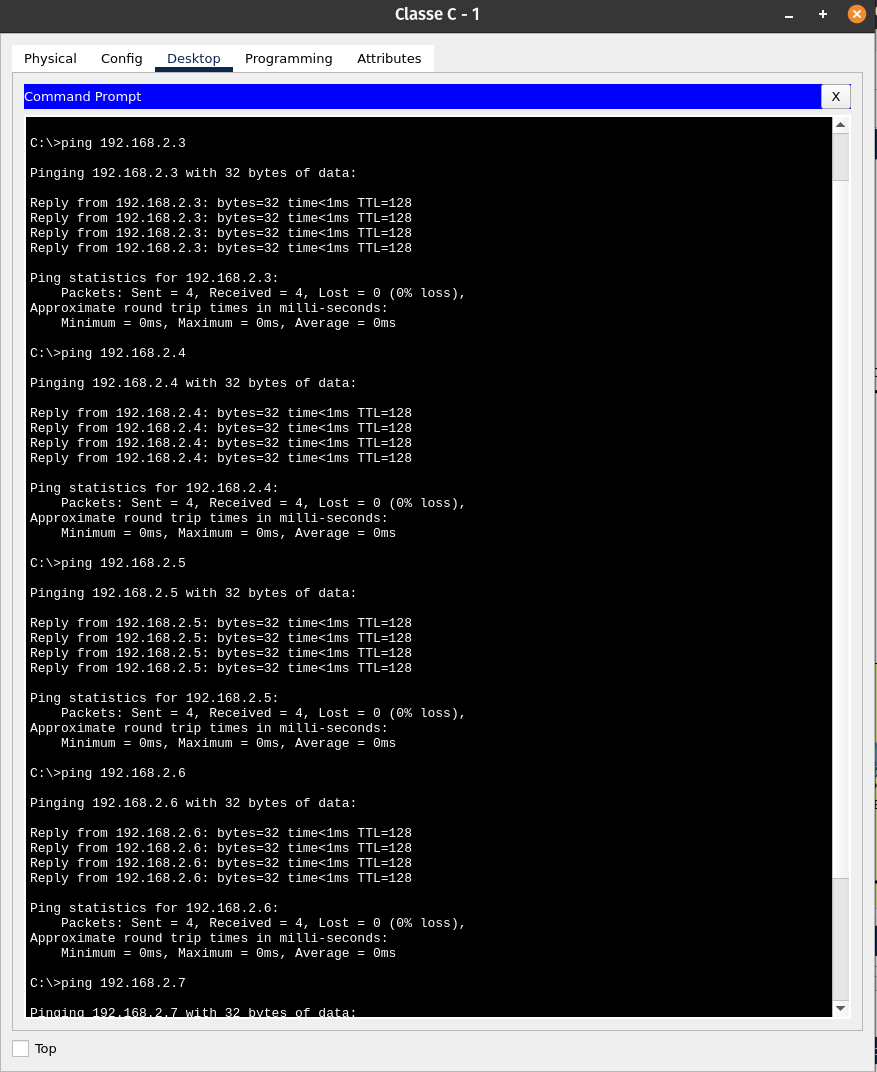 Classe C - 1
Physical Config Desktop Programming Attributes
Command Prompt X
C:\>ping 192.168.2.3
Pinging 192.168.2.3 with 32 bytes of data:
Reply from 192.168.2.3: bytes=32 time<1ms TTL=128
Reply from 192.168.2.3: bytes=32 time<1ms TTL=128
Reply from 192.168.2.3: bytes=32 time<1ms TTL=128
Reply from 192.168.2.3: bytes=32 time<1ms TTL=128
Ping statistics for 192.168.2.3:
Packets: Sent = 4, Received = 4, Lost = 0 (0% loss),
Approximate round trip times in milli-seconds:
Minimum = 0ms, Maximum = 0ms, Average = 0ms
C:\>ping 192.168.2.4
Pinging 192.168.2.4 with 32 bytes of data:
Reply from 192.168.2.4: bytes=32 time<1ms TTL=128
Reply from 192.168.2.4: bytes=32 time<1ms TTL=128
Reply from 192.168.2.4: bytes=32 time<1ms TTL=128
Reply from 192.168.2.4: bytes=32 time<1ms TTL=128
Ping statistics for 192.168.2.4:
Packets: Sent = 4, Received = 4, Lost = 0 (0% loss),
Approximate round trip times in milli-seconds:
Minimum = 0ms, Maximum = 0ms, Average = 0ms
C:\>ping 192.168.2.5
Pinging 192.168.2.5 with 32 bytes of data:
Reply from 192.168.2.5: bytes=32 time<1ms TTL=128
Reply from 192.168.2.5: bytes=32 time<1ms TTL=128
Reply from 192.168.2.5: bytes=32 time<1ms TTL=128
Reply from 192.168.2.5: bytes=32 time<1ms TTL=128
Ping statistics for 192.168.2.5:
Packets: Sent = 4, Received = 4, Lost = 0 (0% loss),
Approximate round trip times in milli-seconds:
Minimum = 0ms, Maximum = 0ms, Average = 0ms
C:\>ping 192.168.2.6
Pinging 192.168.2.6 with 32 bytes of data:
Reply from 192.168.2.6: bytes=32 time<1ms TTL=128
Reply from 192.168.2.6: bytes=32 time<1ms TTL=128
Reply from 192.168.2.6: bytes=32 time<1ms TTL=128
Reply from 192.168.2.6: bytes=32 time<1ms TTL=128
Ping statistics for 192.168.2.6:
Packets: Sent = 4, Received = 4, Lost = 0 (0% loss),
Approximate round trip times in milli-seconds:
Minimum = 0ms, Maximum = 0ms, Average = 0ms
C:\>ping 192.168.2.7
Pinging 192.168.2.7 with 32 bytes of data:
Top